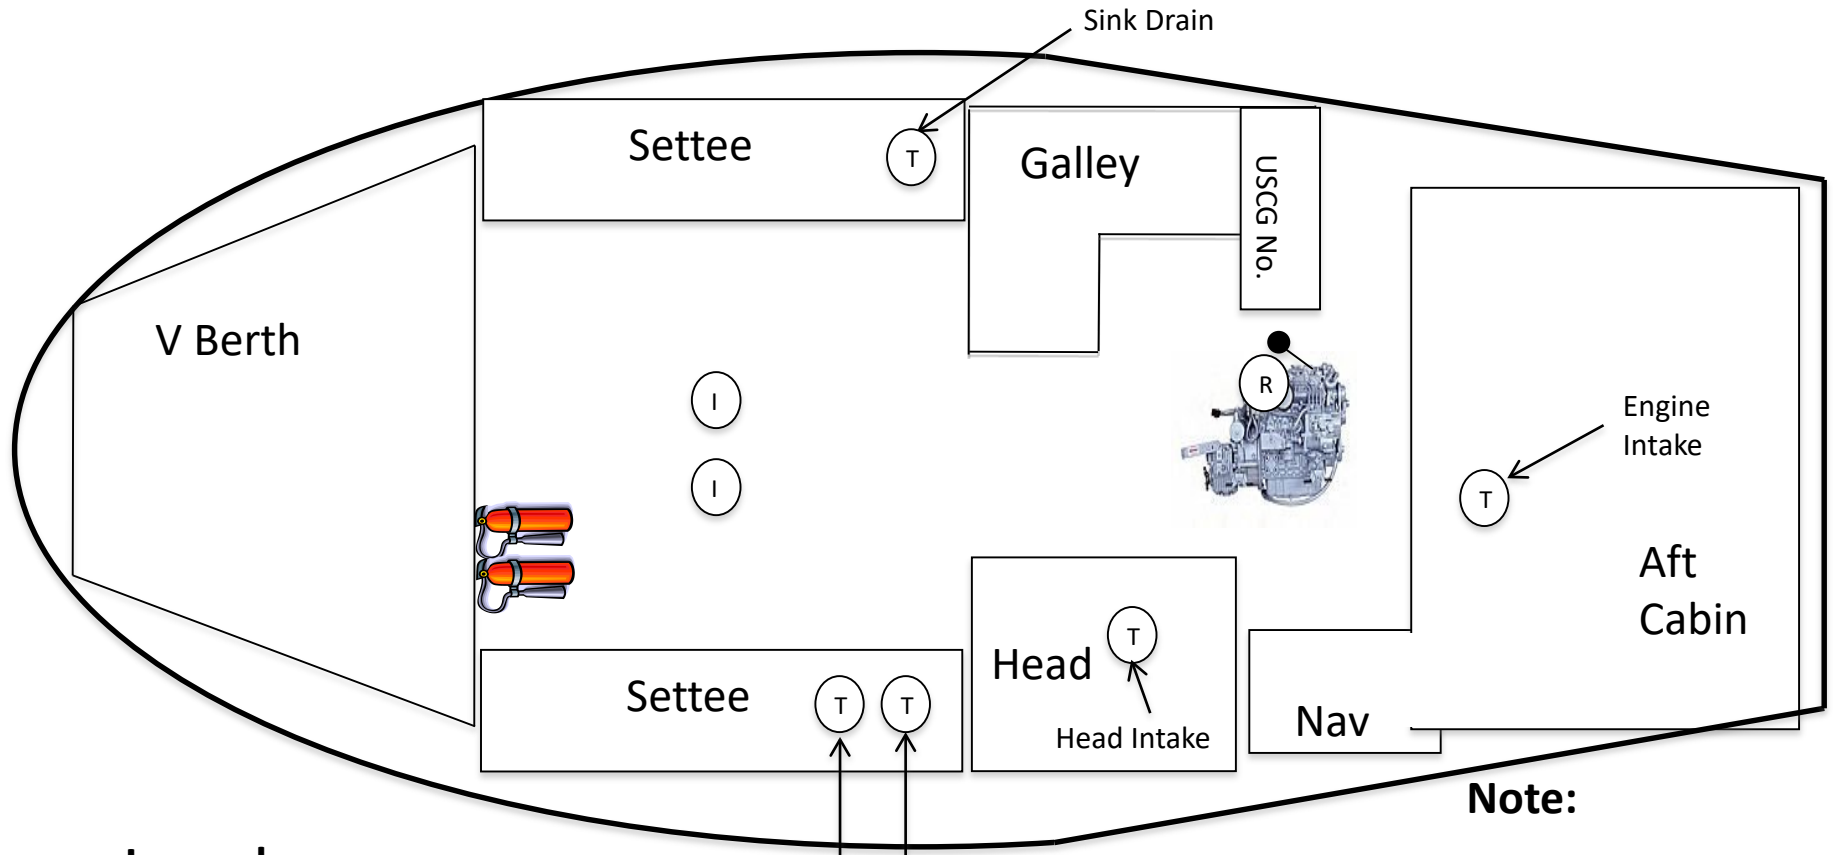 Sink Drain
Settee
T
Galley
USCG No.
V Berth
I
R
Engine
Intake
I
T
Aft
Cabin
Head
T
Settee
T
T
Head Intake
Nav
Note: